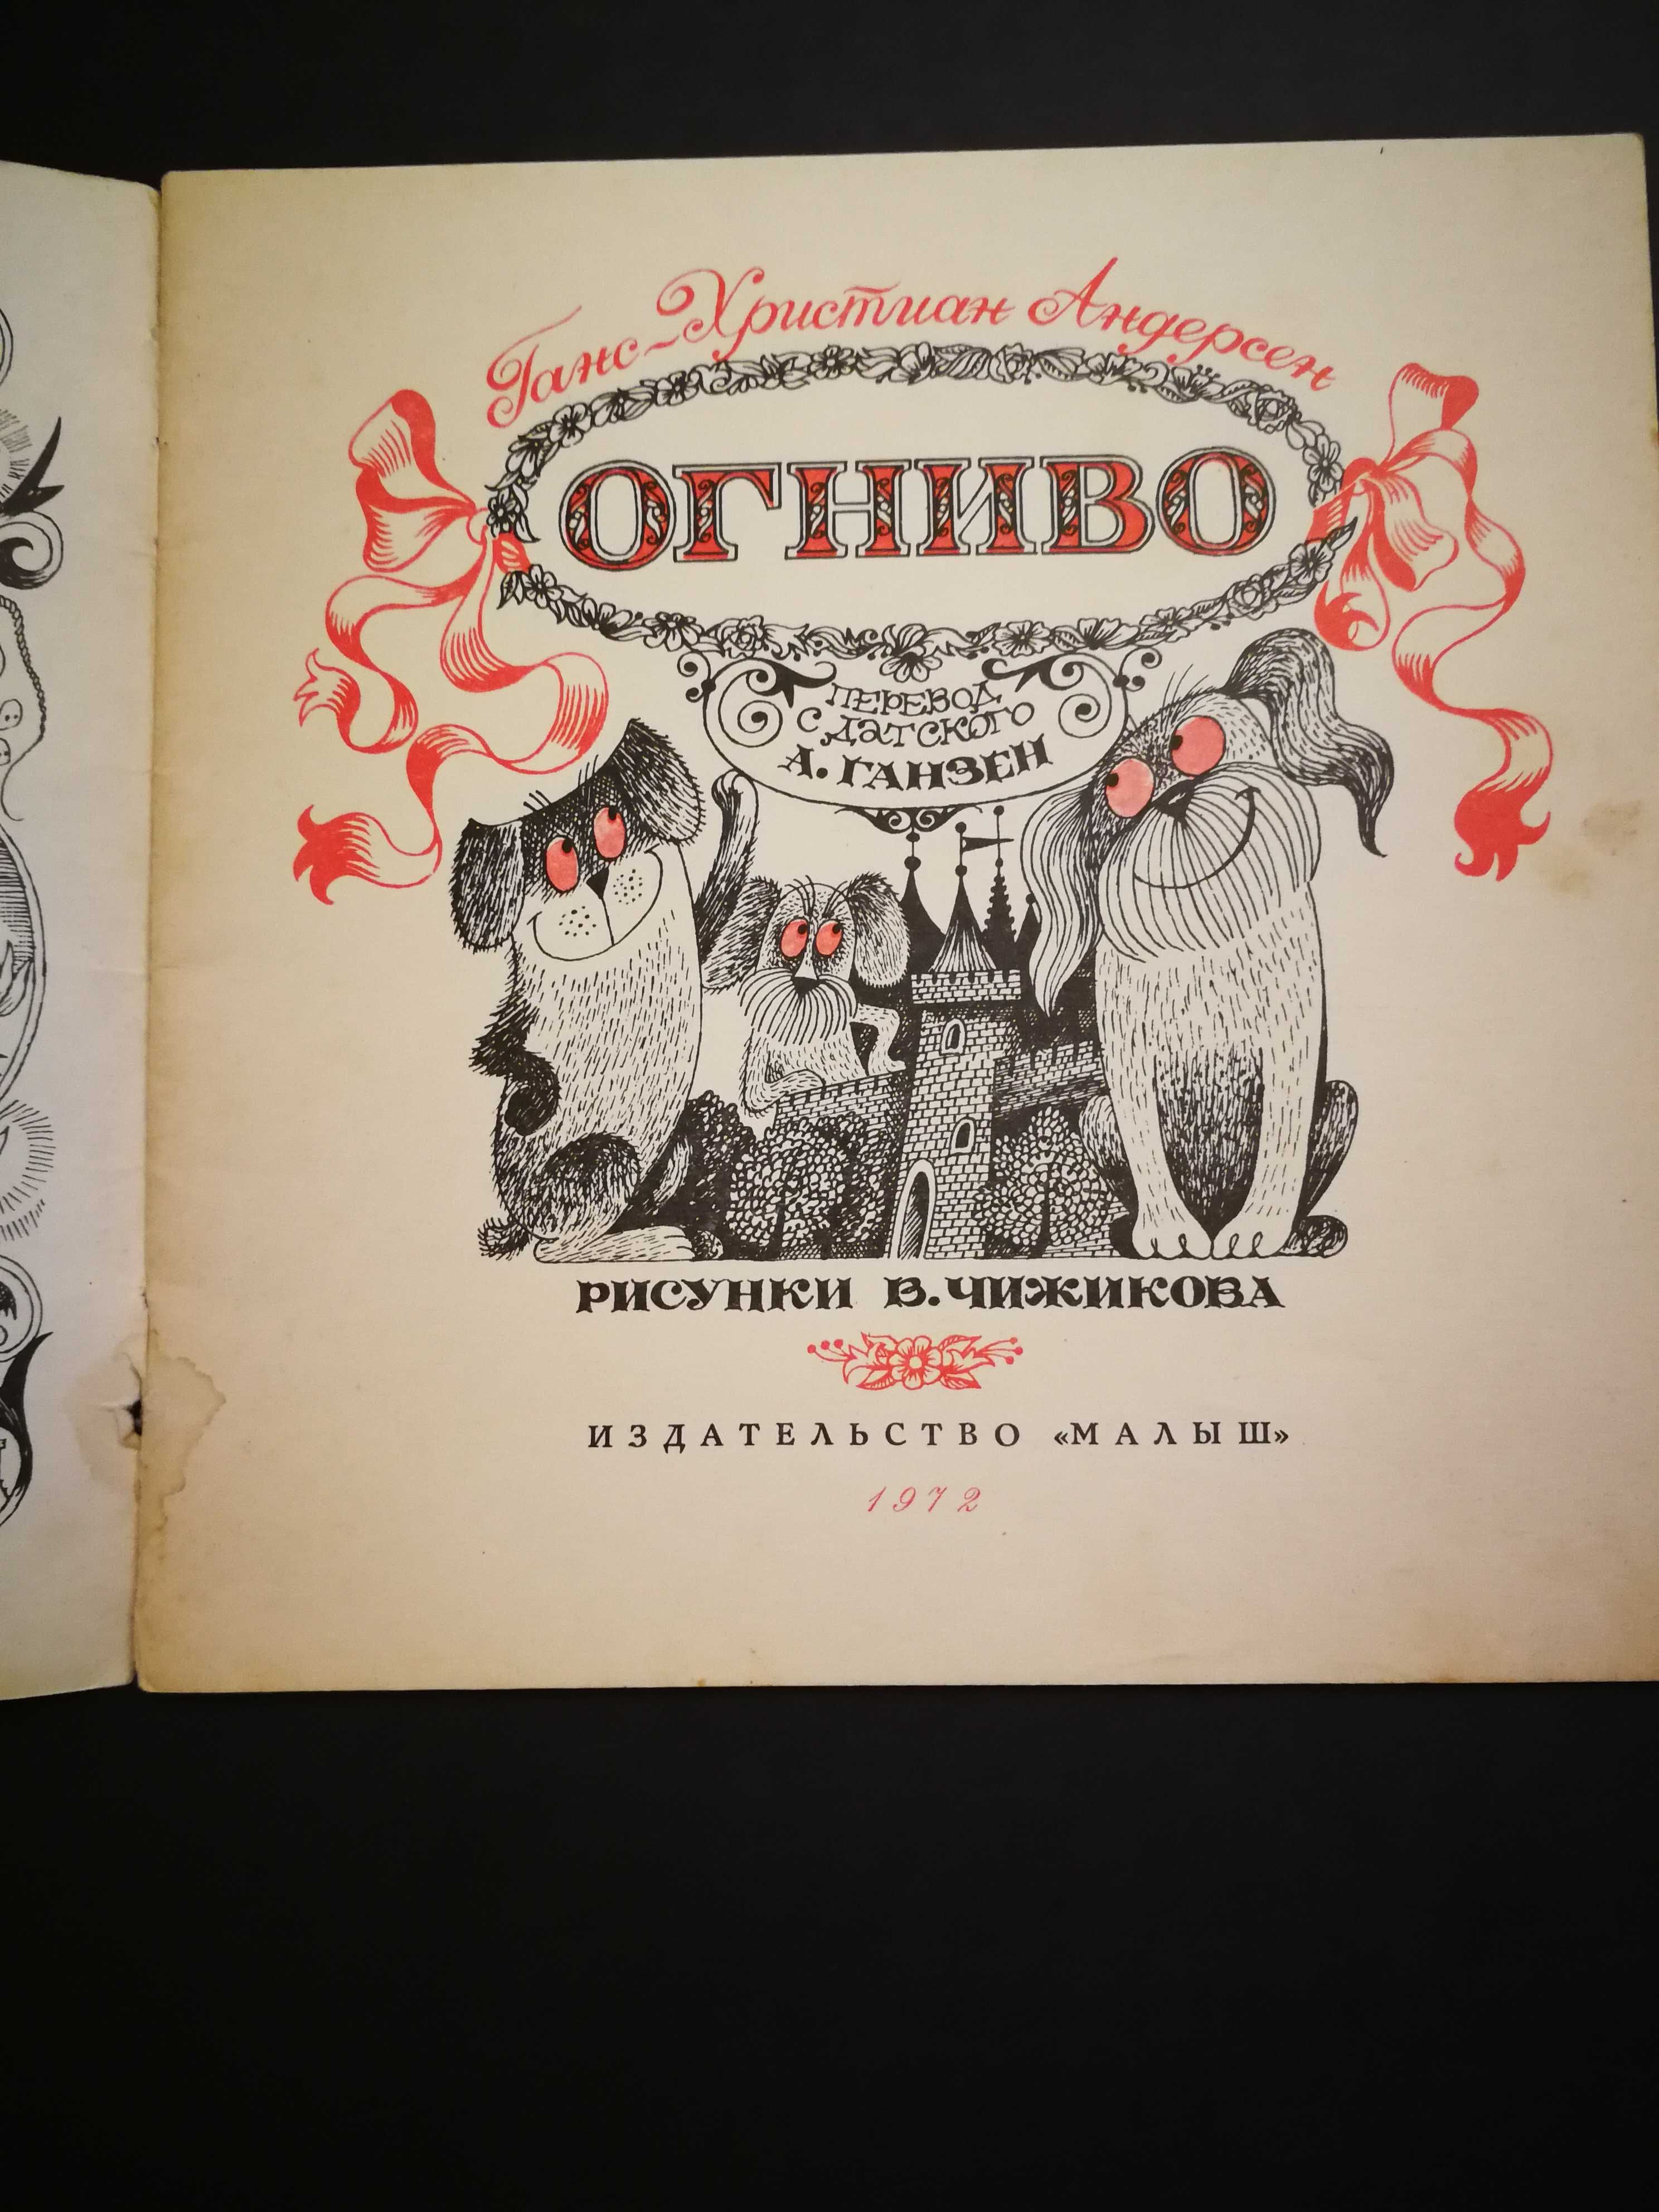 Ганс-Христиан Андерсен
ОГНИВО
ПЕРЕВОД
С ДАТСКОГО
А. ГАНЗЕН
РИСУНКИ В. ЧИЖИКОВА
ИЗДАТЕЛЬСТВО «МАЛЫШ»
1972